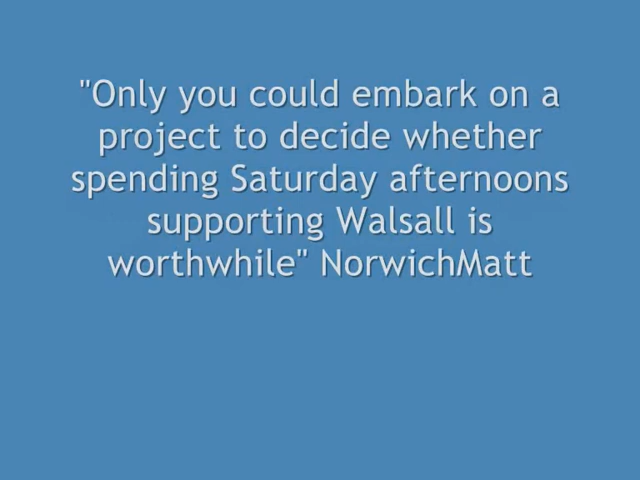 "Only you could embark on a
project to decide whether
spending Saturday afternoons
supporting Walsall is
worthwhile" NorwichMatt